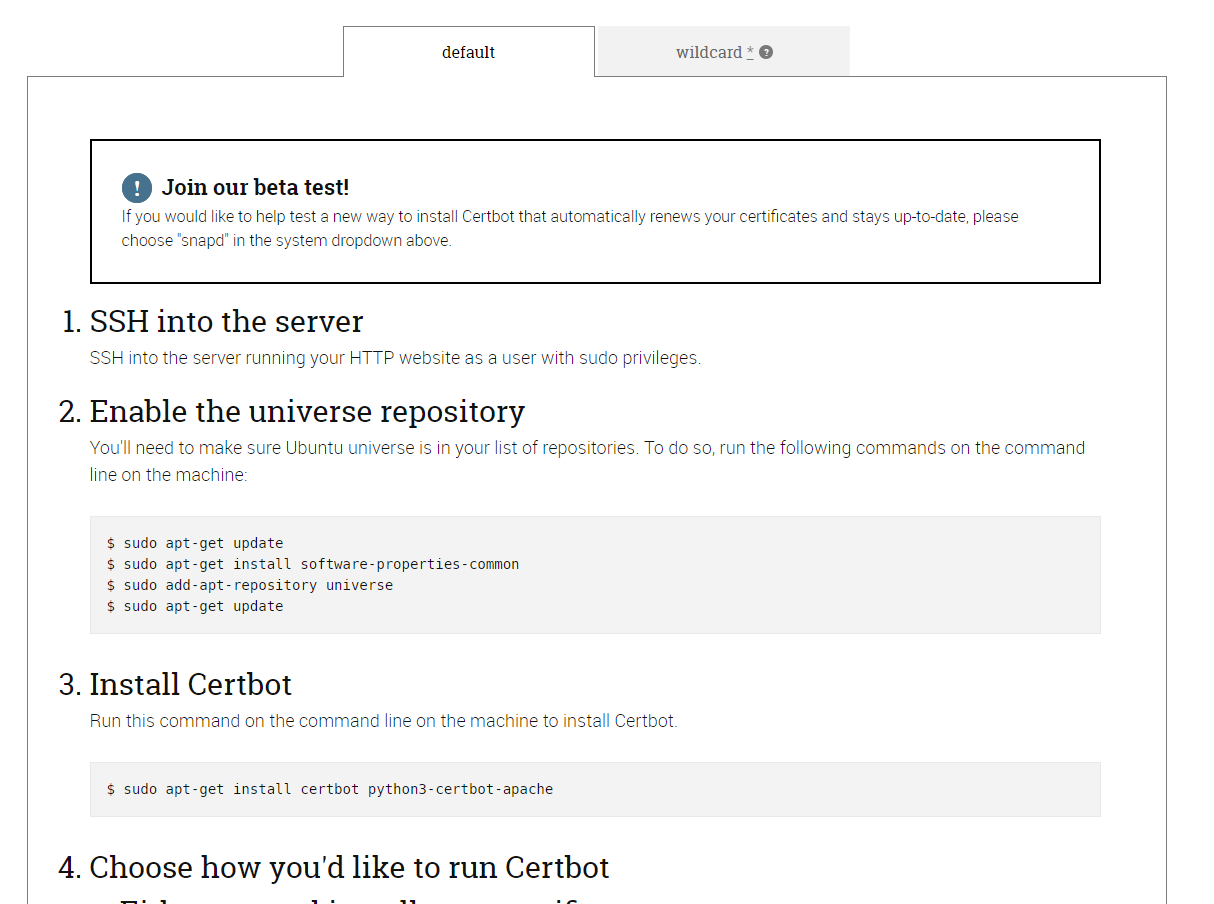 default
wildcard * ?
! Join our beta test!
If you would like to help test a new way to install Certbot that automatically renews your certificates and stays up-to-date, please
choose "snapd" in the system dropdown above.
1. SSH into the server
SSH into the server running your HTTP website as a user with sudo privileges.
2. Enable the universe repository
You'll need to make sure Ubuntu universe is in your list of repositories. To do so, run the following commands on the command
line on the machine:
$ sudo apt-get update
$ sudo apt-get install software-properties-common
$ sudo add-apt-repository universe
$ sudo apt-get update
3. Install Certbot
Run this command on the command line on the machine to install Certbot.
$ sudo apt-get install certbot python3-certbot-apache
4. Choose how you'd like to run Certbot